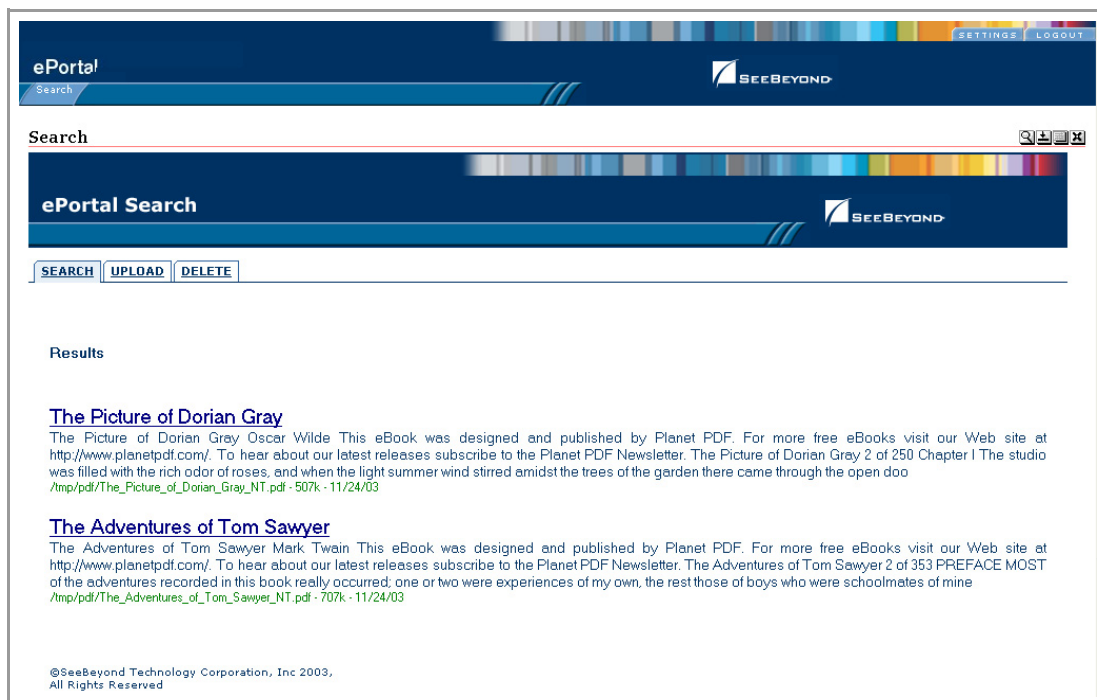 SETTINGS LOGOUT
ePortal
SEEBEYOND
Search
Search
ePortal Search
SEEBEYOND
SEARCH UPLOAD DELETE
Results
The Picture of Dorian Gray
The Picture of Dorian Gray Oscar Wilde This eBook was designed and published by Planet PDF. For more free eBooks visit our Web site at
http://www.planetpdf.com/. To hear about our latest releases subscribe to the Planet PDF Newsletter. The Picture of Dorian Gray 2 of 250 Chapter I The studio
was filled with the rich odor of roses, and when the light summer wind stirred amidst the trees of the garden there came through the open doo
/tmp/pdf/The_Picture_of_Dorian_Gray_NT.pdf - 507k - 11/24/03
The Adventures of Tom Sawyer
The Adventures of Tom Sawyer Mark Twain This eBook was designed and published by Planet PDF. For more free eBooks visit our Web site at
http://www.planetpdf.com/. To hear about our latest releases subscribe to the Planet PDF Newsletter. The Adventures of Tom Sawyer 2 of 353 PREFACE MOST
of the adventures recorded in this book really occurred; one or two were experiences of my own, the rest those of boys who were schoolmates of mine
/tmp/pdf/The_Adventures_of_Tom_Sawyer_NT.pdf - 707k - 11/24/03
©SeeBeyond Technology Corporation, Inc 2003,
All Rights Reserved